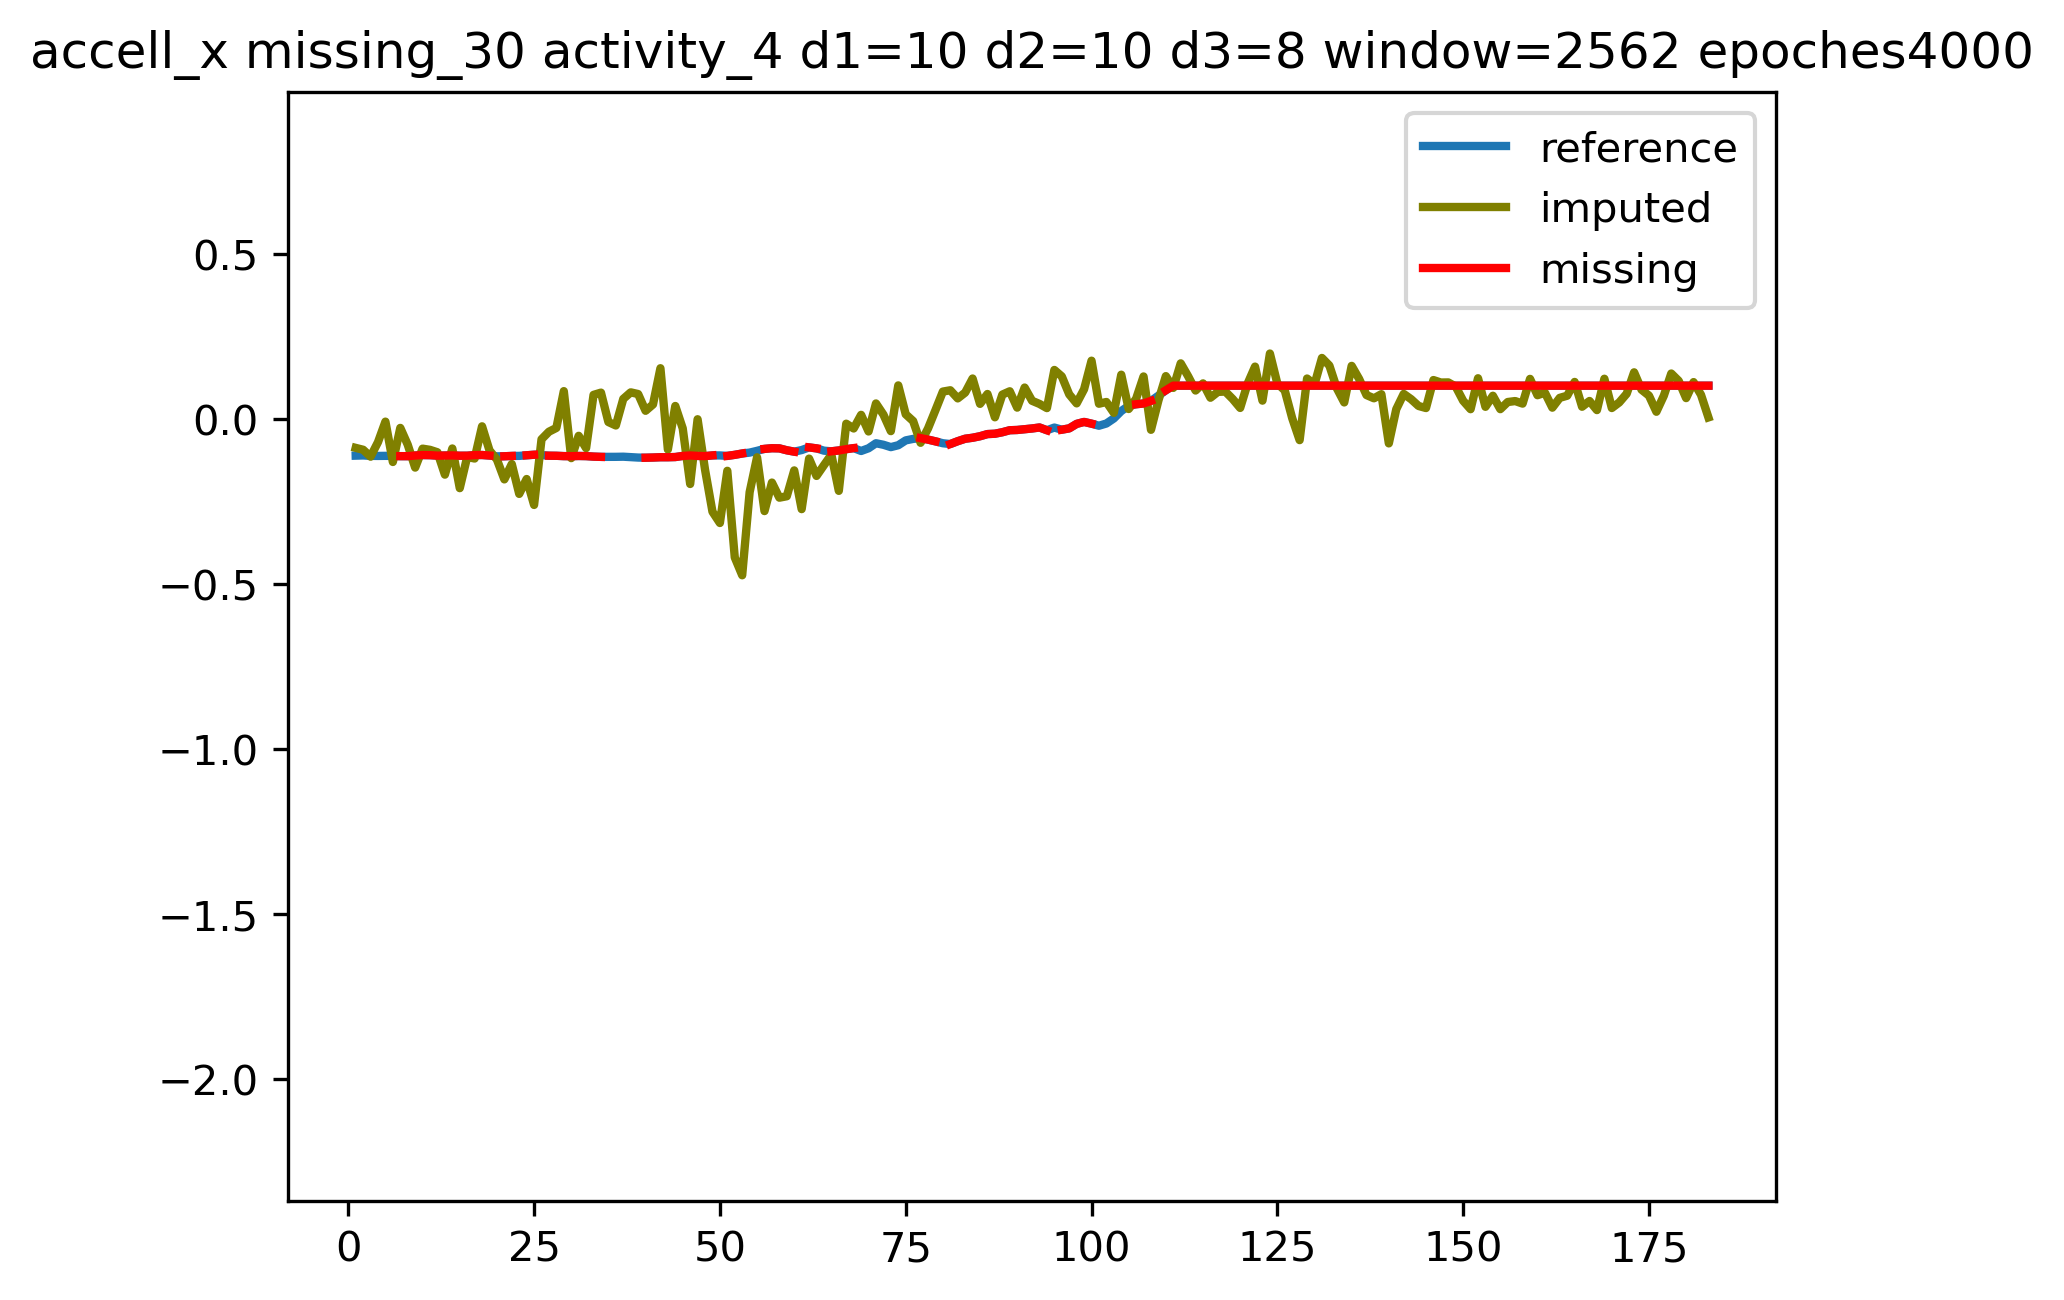 accell_x missing_30 activity_4 d1=10 d2=10 d3=8 window=2562 epoches4000
reference
imputed
missing
0.5
0.0
−0.5
−1.0
−1.5
−2.0
0 25 50 75 100 125 150 175